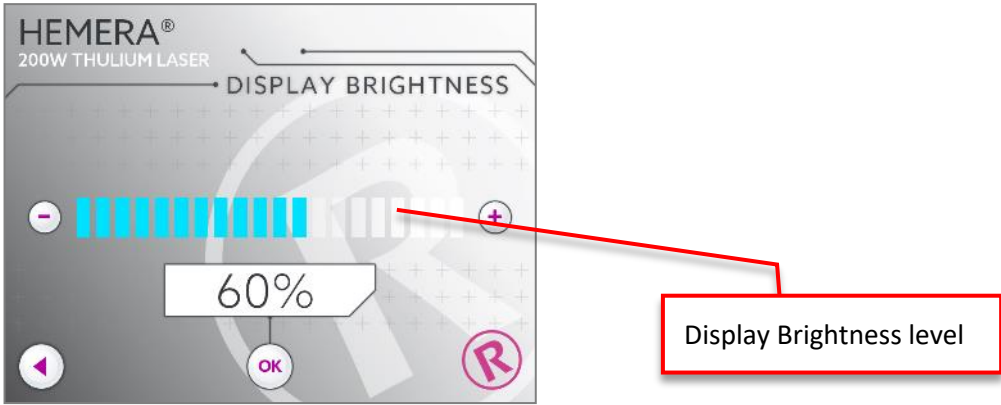 HEMERA®
200W THULIUM LASER
DISPLAY BRIGHTNESS
-
+
60%
OK
R
Display Brightness level